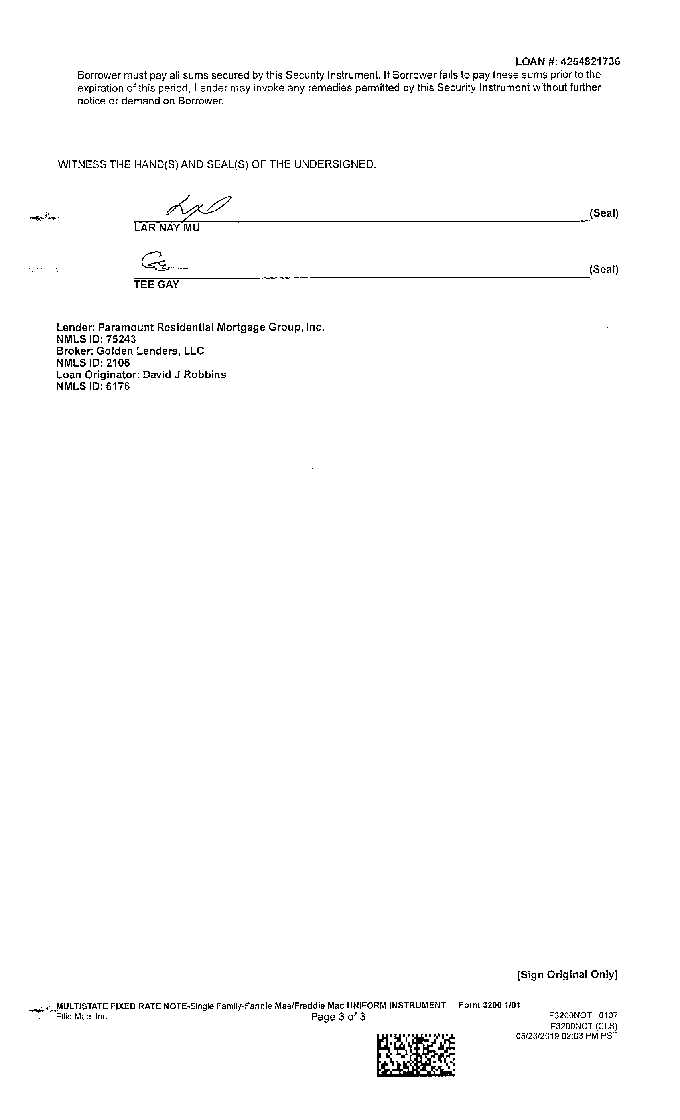 LOAN #: 4254821736
Borrower must pay all sums secured by this Security Instrument. If Borrower fails to pay these sums prior to the
expiration of this period, Lender may invoke any remedies permitted by this Security Instrument without further
notice or demand on Borrower.
WITNESS THE HAND(S) AND SEAL(S) OF THE UNDERSIGNED.
(Seal)
LAR NAY MU
(Seal)
TEE GAY
Lender: Paramount Residential Mortgage Group, Inc.
NMLS ID: 75243
Broker: Golden Lenders, LLC
NMLS ID: 2108
Loan Originator: David J Robbins
NMLS ID: 6176
[Sign Original Only]
MULTISTATE FIXED RATE NOTE-Single Family-Fannie Mae/Freddie Mac UNIFORM INSTRUMENT Form 3200 1/01
Ellie Mae, Inc. Page 3 of 3 F3200NOT 0107
F3200NOT (CLS)
05/23/2019 02:03 PM PST